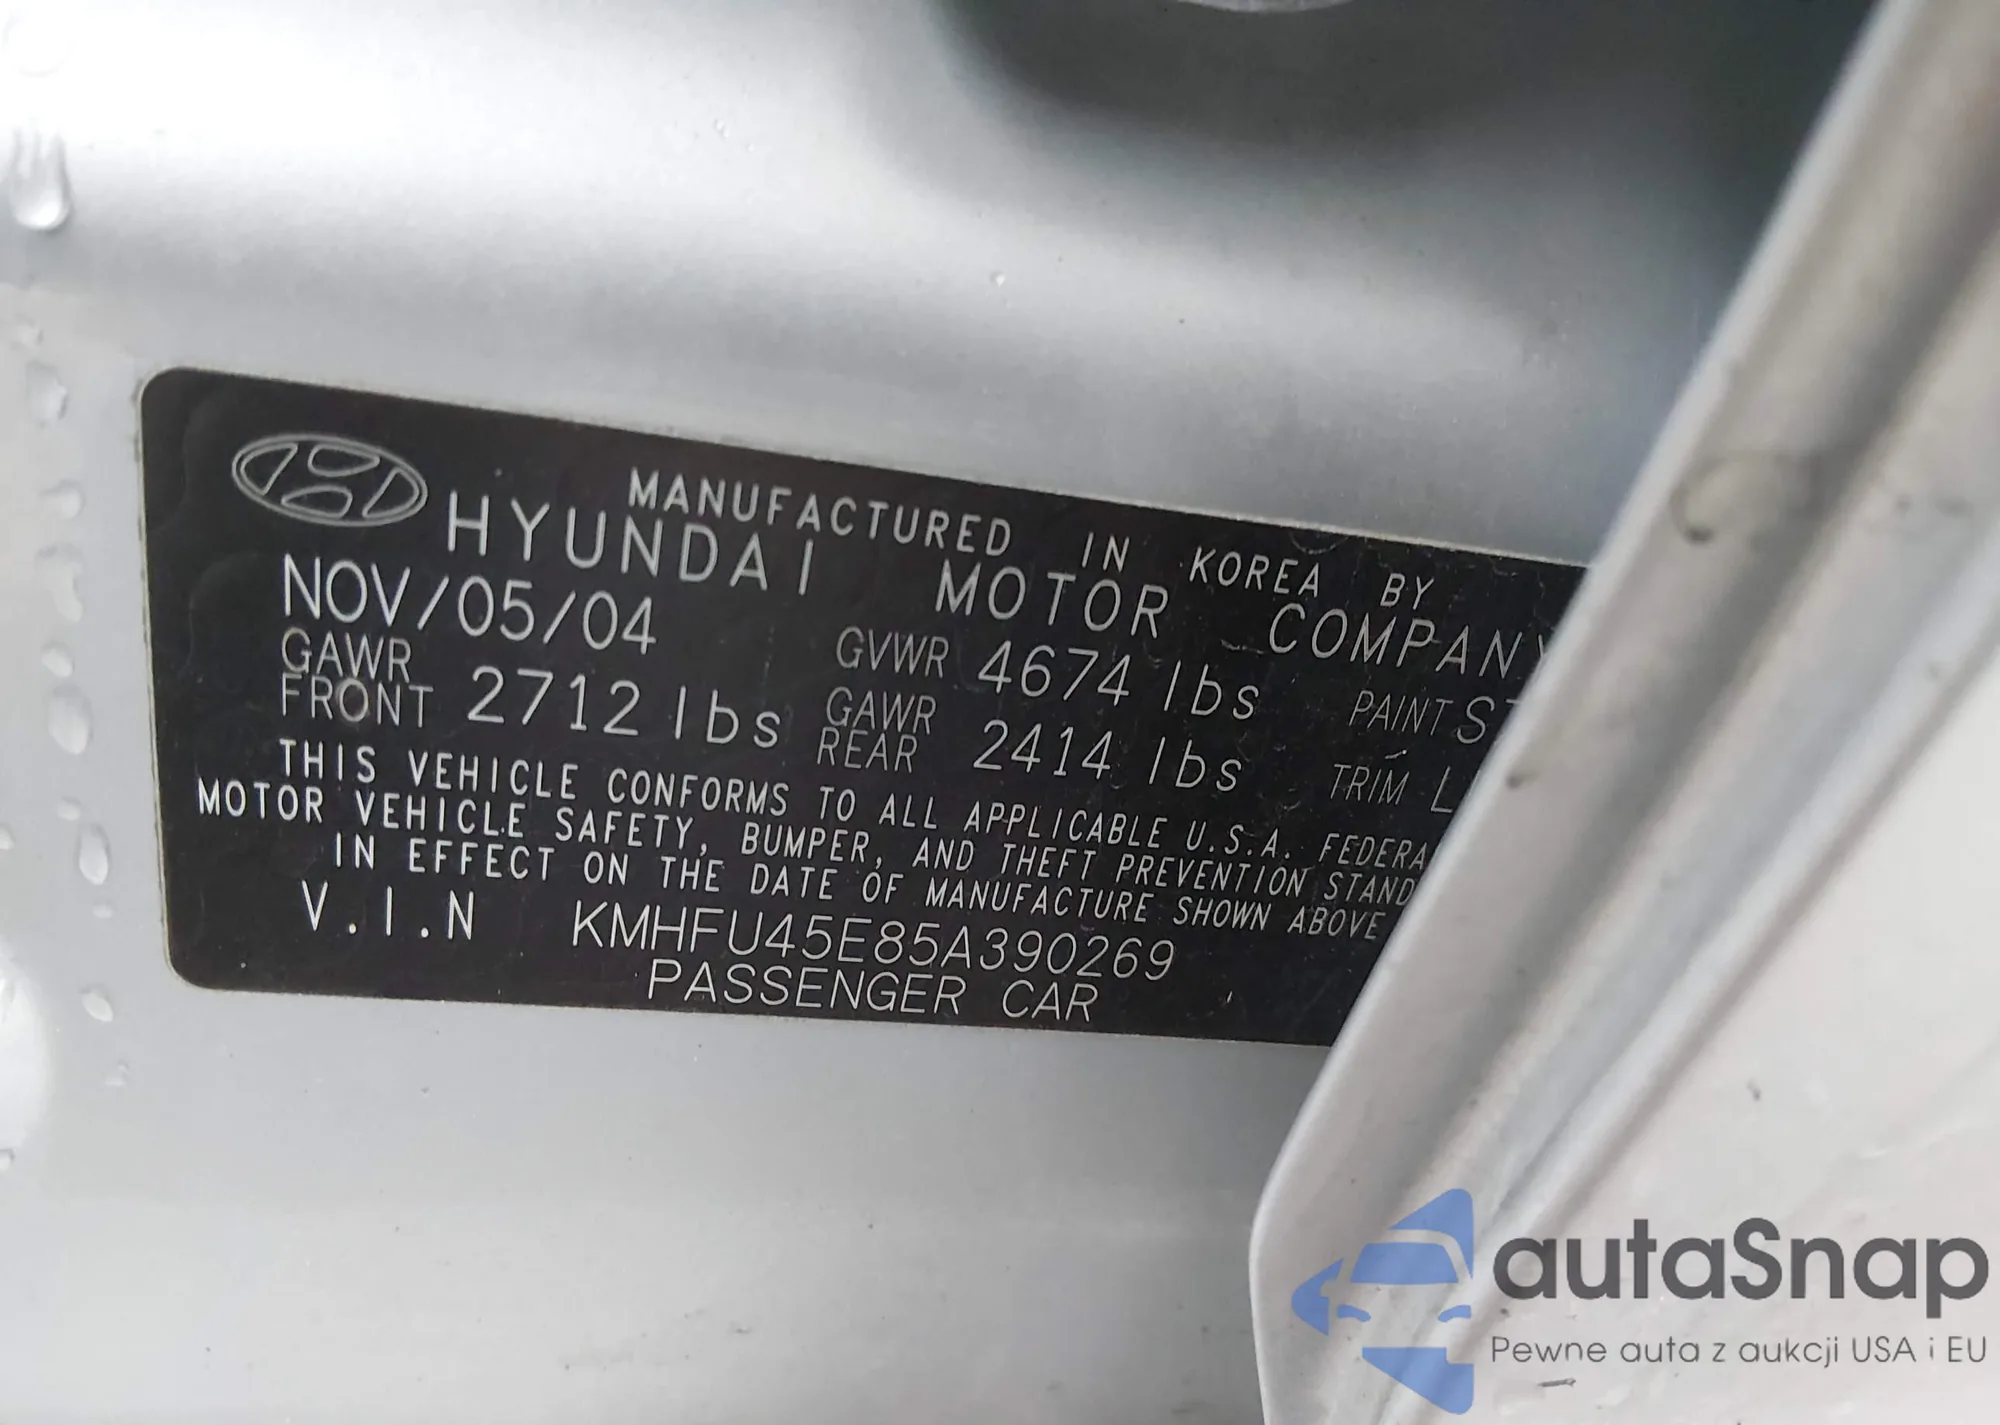 MANUFACTURED IN KOREA BY
HYUNDAI MOTOR COMPANY
NOV/05/04 GVWR 4674 lbs PAINT
GAWR FRONT 2712 lbs GAWR REAR 2414 lbs TRIM
THIS VEHICLE CONFORMS TO ALL APPLICABLE U.S.A.
MOTOR VEHICLE SAFETY, BUMPER, AND THEFT PREVENTION
IN EFFECT ON THE DATE OF MANUFACTURE SHOWN ABOVE
V.I.N KMHFU45E85A390269
PASSENGER CAR
autaSnap
Pewne auta z aukcji USA i EU